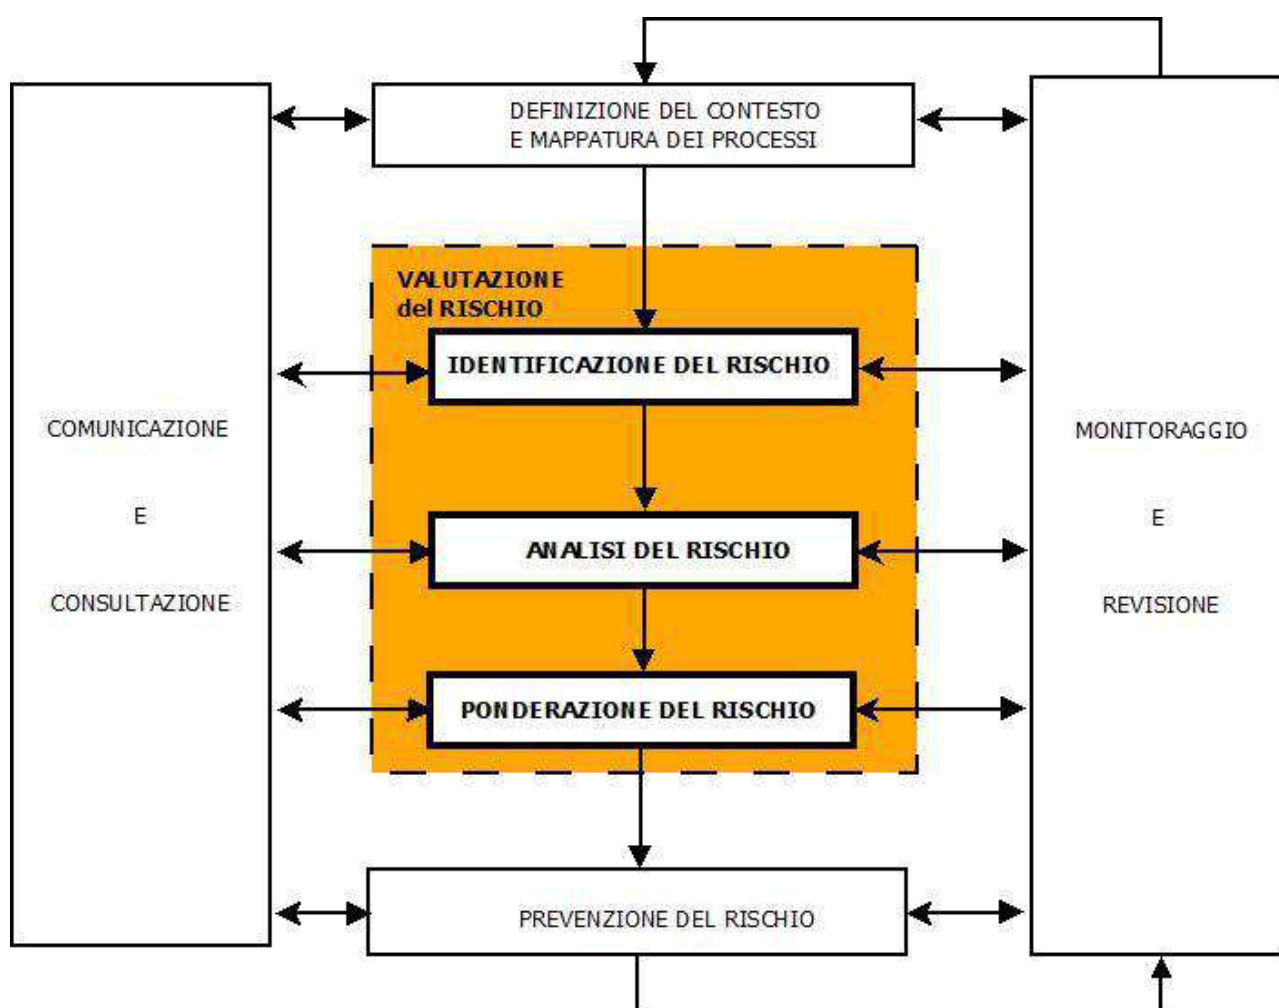 DEFINIZIONE DEL CONTESTO
E MAPPATURA DEI PROCESSI
VALUTAZIONE
del RISCHIO
IDENTIFICAZIONE DEL RISCHIO
COMUNICAZIONE
E
CONSULTAZIONE
MONITORAGGIO
E
REVISIONE
ANALISI DEL RISCHIO
PONDERAZIONE DEL RISCHIO
PREVENZIONE DEL RISCHIO